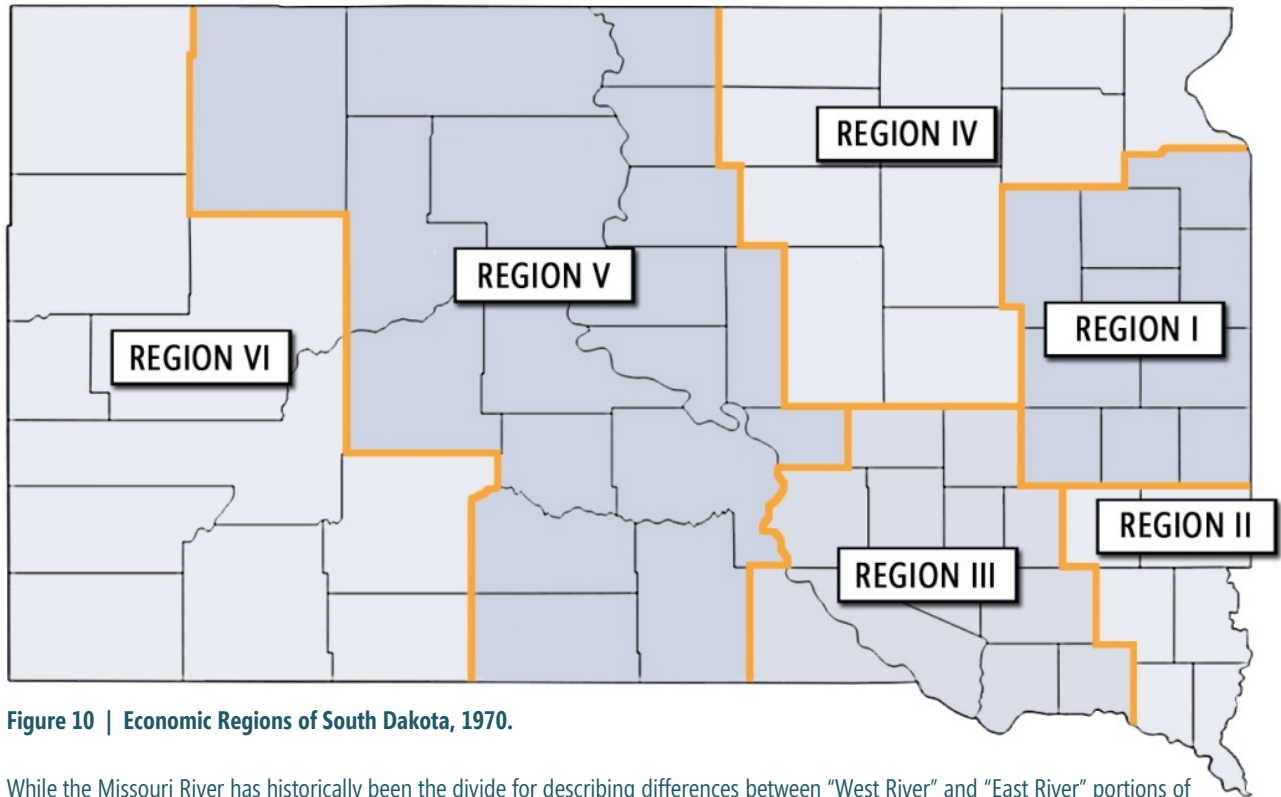 REGION IV
REGION V
REGION I
REGION VI
REGION II
REGION III
Figure 10 | Economic Regions of South Dakota, 1970.
While the Missouri River has historically been the divide for describing differences between “West River” and “East River” portions of